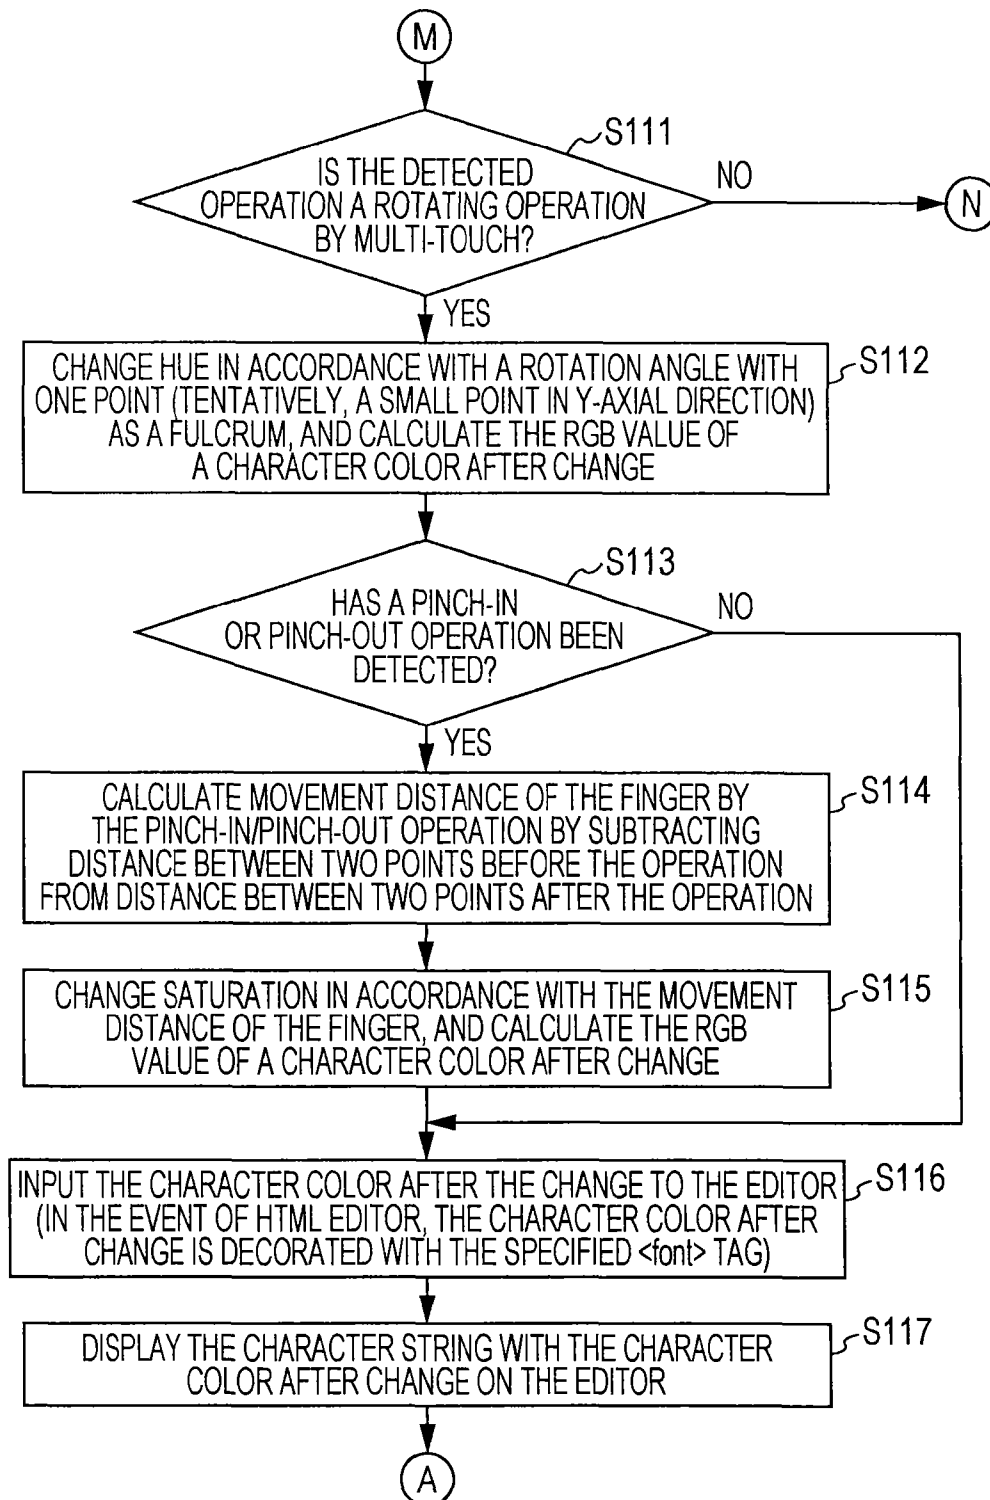 M
S111
IS THE DETECTED
OPERATION A ROTATING OPERATION
BY MULTI-TOUCH?
NO
N
YES
S112
CHANGE HUE IN ACCORDANCE WITH A ROTATION ANGLE WITH
ONE POINT (TENTATIVELY, A SMALL POINT IN Y-AXIAL DIRECTION)
AS A FULCRUM, AND CALCULATE THE RGB VALUE OF
A CHARACTER COLOR AFTER CHANGE
S113
HAS A PINCH-IN
OR PINCH-OUT OPERATION BEEN
DETECTED?
NO
YES
S114
CALCULATE MOVEMENT DISTANCE OF THE FINGER BY
THE PINCH-IN/PINCH-OUT OPERATION BY SUBTRACTING
DISTANCE BETWEEN TWO POINTS BEFORE THE OPERATION
FROM DISTANCE BETWEEN TWO POINTS AFTER THE OPERATION
S115
CHANGE SATURATION IN ACCORDANCE WITH THE MOVEMENT
DISTANCE OF THE FINGER, AND CALCULATE THE RGB
VALUE OF A CHARACTER COLOR AFTER CHANGE
S116
INPUT THE CHARACTER COLOR AFTER THE CHANGE TO THE EDITOR
(IN THE EVENT OF HTML EDITOR, THE CHARACTER COLOR AFTER
CHANGE IS DECORATED WITH THE SPECIFIED <font> TAG)
S117
DISPLAY THE CHARACTER STRING WITH THE CHARACTER
COLOR AFTER CHANGE ON THE EDITOR
A